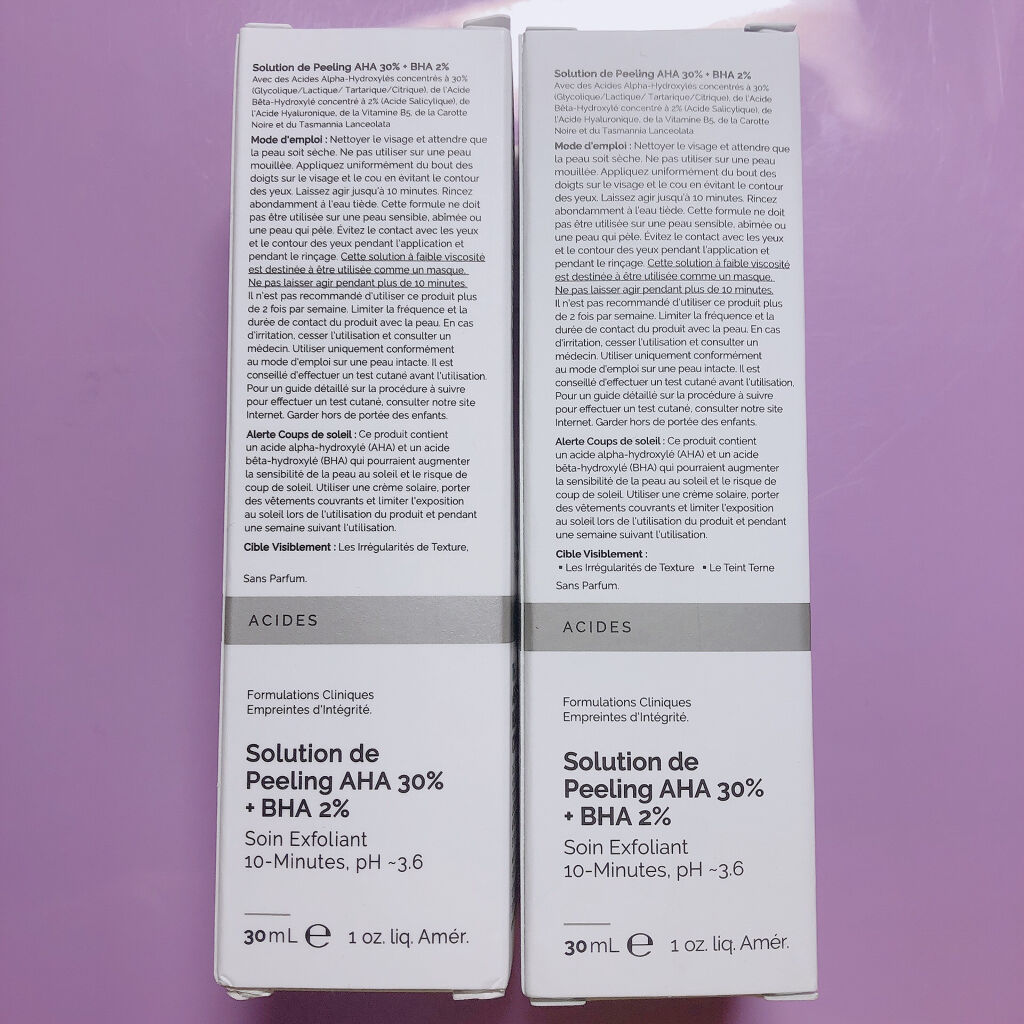 Solution de Peeling AHA 30% + BHA 2%
Avec des Acides Alpha-Hydroxylés concentrés à 30%
(Glycolique/Lactique/ Tartarique/Citrique), de l'Acide
Bêta-Hydroxylé concentré à 2% (Acide Salicylique), de
l'Acide Hyaluronique, de la Vitamine B5, de la Carotte
Noire et du Tasmannia Lanceolata
Mode d'emploi : Nettoyer le visage et attendre que
la peau soit sèche. Ne pas utiliser sur une peau
mouillée. Appliquez uniformément du bout des
doigts sur le visage et le cou en évitant le contour
des yeux. Laissez agir jusqu'à 10 minutes. Rincez
abondamment à l'eau tiède. Cette formule ne doit
pas être utilisée sur une peau sensible, abîmée ou
une peau qui pèle. Évitez le contact avec les yeux
et le contour des yeux pendant l'application et
pendant le rinçage. Cette solution à faible viscosité
est destinée à être utilisée comme un masque.
Ne pas laisser agir pendant plus de 10 minutes.
Il n'est pas recommandé d'utiliser ce produit plus
de 2 fois par semaine. Limiter la fréquence et la
durée de contact du produit avec la peau. En cas
d'irritation, cesser l'utilisation et consulter un
médecin. Utiliser uniquement conformément
au mode d'emploi sur une peau intacte. Il est
conseillé d'effectuer un test cutané avant l'utilisation.
Pour un guide détaillé sur la procédure à suivre
pour effectuer un test cutané, consulter notre site
Internet. Garder hors de portée des enfants.
Alerte Coups de soleil : Ce produit contient
un acide alpha-hydroxylé (AHA) et un acide
bêta-hydroxylé (BHA) qui pourraient augmenter
la sensibilité de la peau au soleil et le risque de
coup de soleil. Utiliser une crème solaire, porter
des vêtements couvrants et limiter l'exposition
au soleil lors de l'utilisation du produit et pendant
une semaine suivant l'utilisation.
Cible Visiblement : Les Irrégularités de Texture,
Sans Parfum.
ACIDES
Formulations Cliniques
Empreintes d'Intégrité.
Solution de
Peeling AHA 30%
+ BHA 2%
Soin Exfoliant
10-Minutes, pH ~3.6
30 mL ℮ 1 oz. liq. Amér.
Solution de Peeling AHA 30% + BHA 2%
Avec des Acides Alpha-Hydroxylés concentrés à 30%
(Glycolique/Lactique/ Tartarique/Citrique), de l'Acide
Bêta-Hydroxylé concentré à 2% (Acide Salicylique), de
l'Acide Hyaluronique, de la Vitamine B5, de la Carotte
Noire et du Tasmannia Lanceolata
Mode d'emploi : Nettoyer le visage et attendre que
la peau soit sèche. Ne pas utiliser sur une peau
mouillée. Appliquez uniformément du bout des
doigts sur le visage et le cou en évitant le contour
des yeux. Laissez agir jusqu'à 10 minutes. Rincez
abondamment à l'eau tiède. Cette formule ne doit
pas être utilisée sur une peau sensible, abimée ou
une peau qui pèle. Évitez le contact avec les yeux
et le contour des yeux pendant l'application et
pendant le rinçage. Cette solution à faible viscosité
est destinée à être utilisée comme un masque.
Ne pas laisser agir pendant plus de 10 minutes.
Il n'est pas recommandé d'utiliser ce produit plus
de 2 fois par semaine. Limiter la fréquence et la
durée de contact du produit avec la peau. En cas
d'irritation, cesser l'utilisation et consulter un
médecin. Utiliser uniquement conformément
au mode d'emploi sur une peau intacte. Il est
conseillé d'effectuer un test cutané avant l'utilisation.
Pour un guide détaillé sur la procédure à suivre
pour effectuer un test cutané, consulter notre site
Internet. Garder hors de portée des enfants.
Alerte Coups de soleil : Ce produit contient
un acide alpha-hydroxylé (AHA) et un acide
bêta-hydroxylé (BHA) qui pourraient augmenter
la sensibilité de la peau au soleil et le risque de
coup de soleil. Utiliser une crème solaire, porter
des vêtements couvrants et limiter l'exposition
au soleil lors de l'utilisation du produit et pendant
une semaine suivant l'utilisation.
Cible Visiblement :
▪ Les Irrégularités de Texture ▪ Le Teint Terne
Sans Parfum.
ACIDES
Formulations Cliniques
Empreintes d'Intégrité.
Solution de
Peeling AHA 30%
+ BHA 2%
Soin Exfoliant
10-Minutes, pH ~3.6
30 mL ℮ 1 oz. liq. Amér.